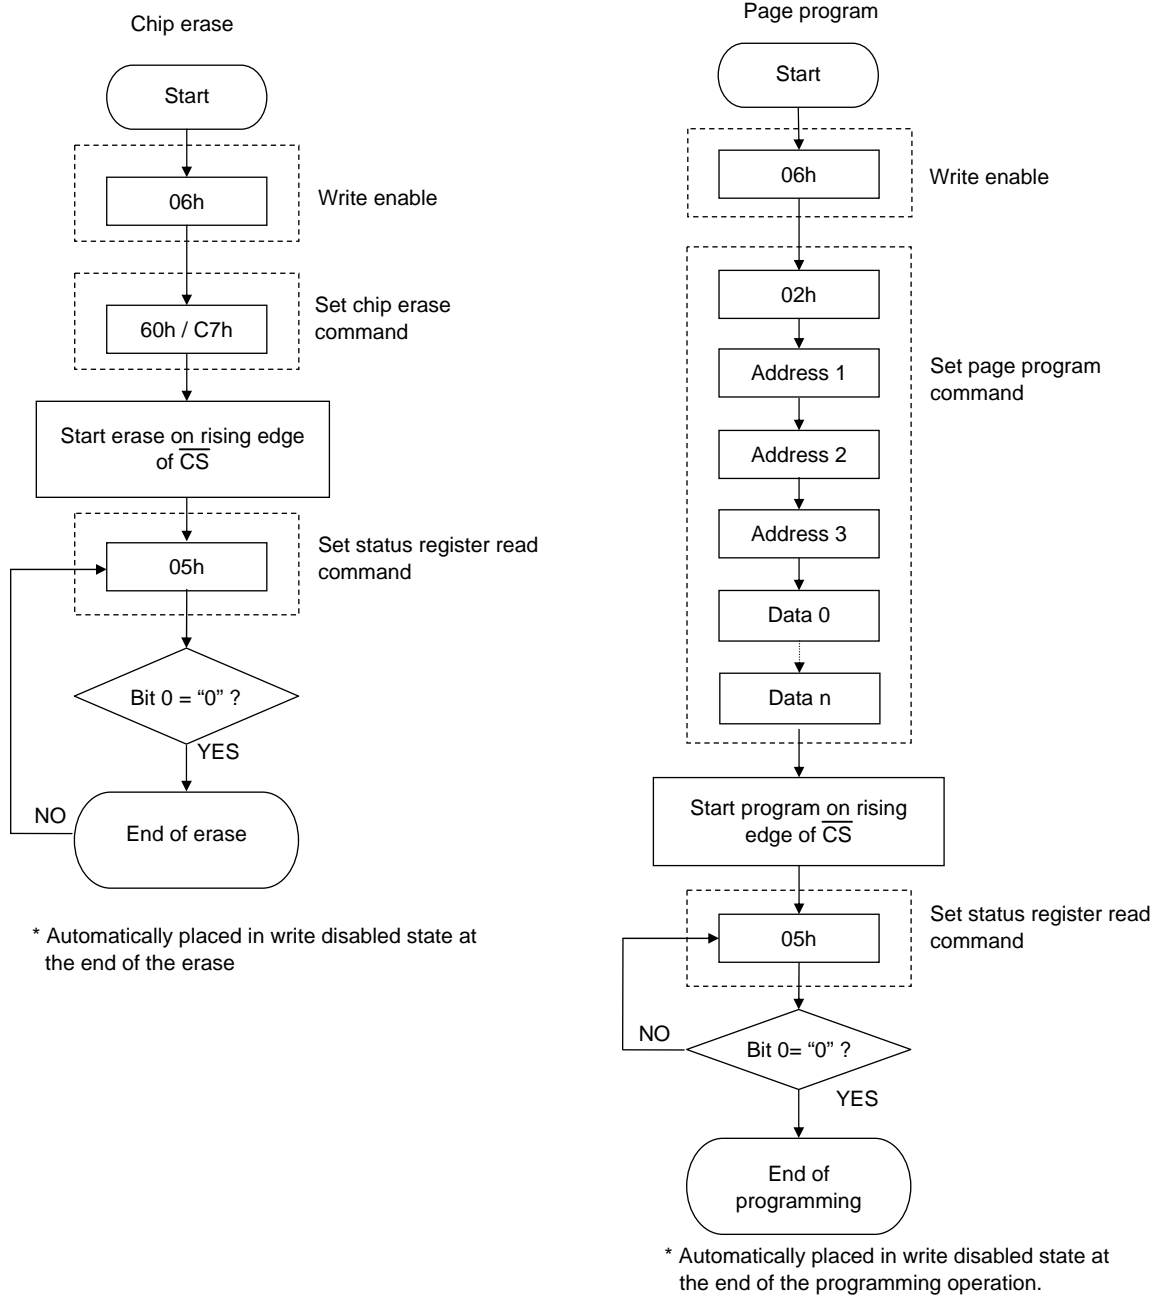 Chip erase
Start
06h
Write enable
60h / C7h
Set chip erase
command
Start erase on rising edge
of C̅S̅
05h
Set status register read
command
Bit 0 = “0” ?
YES
NO
End of erase
* Automatically placed in write disabled state at
the end of the erase
Page program
Start
06h
Write enable
02h
Address 1
Set page program
command
Address 2
Address 3
Data 0
Data n
Start program on rising
edge of C̅S̅
05h
Set status register read
command
NO
Bit 0= “0” ?
YES
End of
programming
* Automatically placed in write disabled state at
the end of the programming operation.